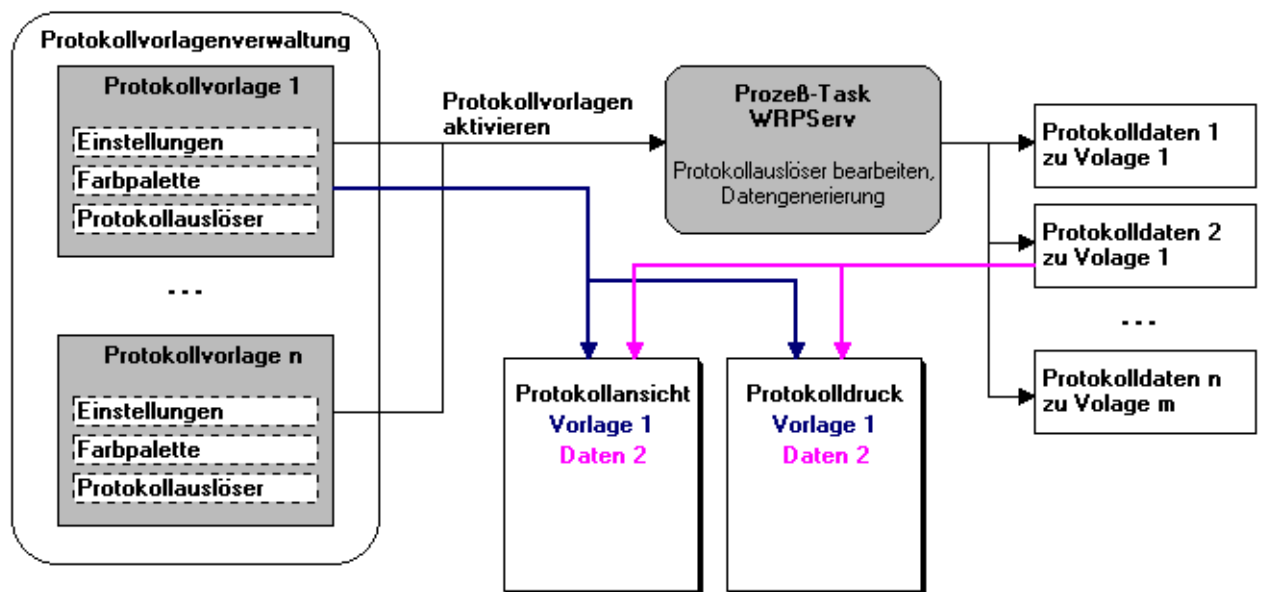 Protokollvorlagenverwaltung
Protokollvorlage 1
Einstellungen
Farbpalette
Protokollauslöser
...
Protokollvorlage n
Einstellungen
Farbpalette
Protokollauslöser
Protokollvorlagen
aktivieren
Prozeß-Task
WRPServ
Protokollauslöser bearbeiten,
Datengenerierung
Protokolldaten 1
zu Volage 1
Protokolldaten 2
zu Volage 1
...
Protokolldaten n
zu Volage m
Protokollansicht
Vorlage 1
Daten 2
Protokolldruck
Vorlage 1
Daten 2